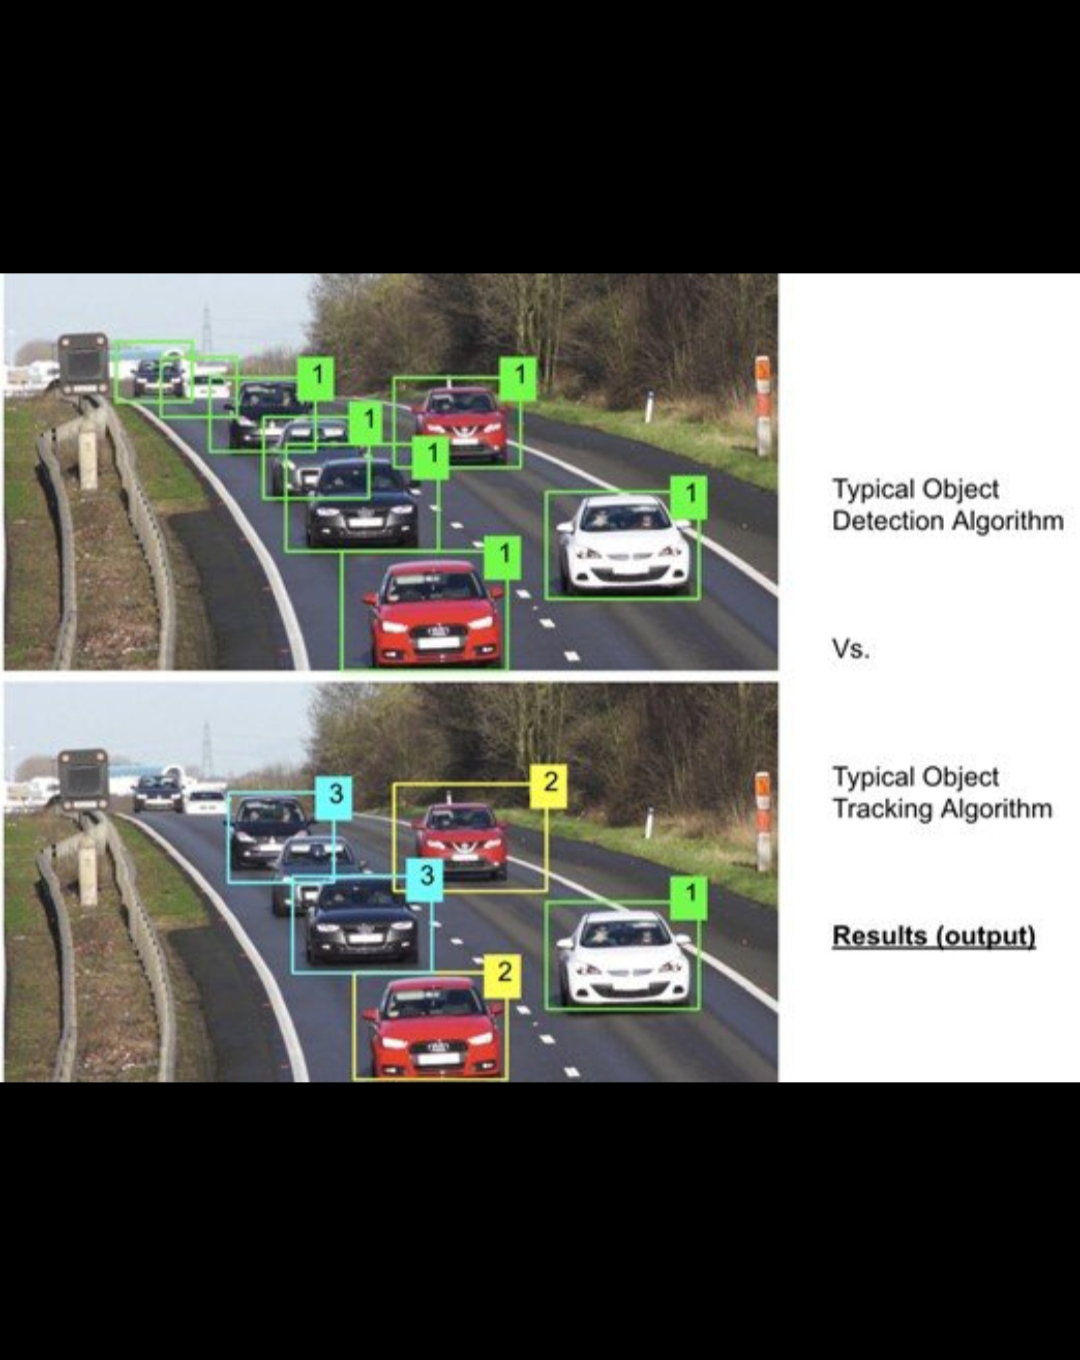 1
1
1
1
1
1
Typical Object
Detection Algorithm
Vs.
3
2
Typical Object
Tracking Algorithm
3
1
Results (output)
2